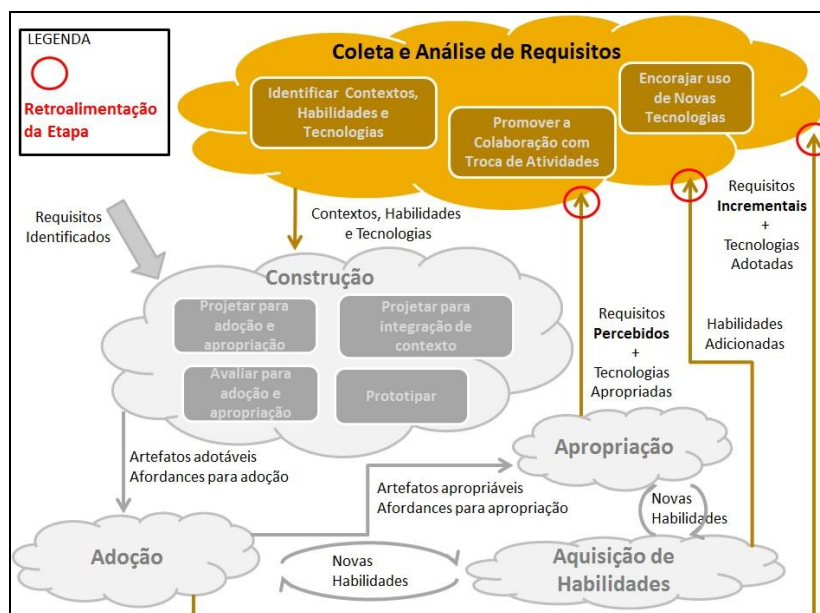 LEGENDA
Retroalimentação
da Etapa
Coleta e Análise de Requisitos
Identificar Contextos,
Habilidades e
Tecnologias
Promover a
Colaboração com
Troca de Atividades
Encorajar uso
de Novas
Tecnologias
Requisitos
Identificados
Contextos, Habilidades
e Tecnologias
Requisitos
Incrementais
+
Tecnologias
Adotadas
Construção
Projetar para
adoção e
apropriação
Projetar para
integração de
contexto
Avaliar para
adoção e
apropriação
Prototipar
Requisitos
Percebidos
+
Tecnologias
Apropriadas
Habilidades
Adicionadas
Artefatos adotáveis
Afordances para adoção
Artefatos apropriáveis
Afordances para apropriação
Apropriação
Novas
Habilidades
Adoção
Novas
Habilidades
Aquisição de
Habilidades